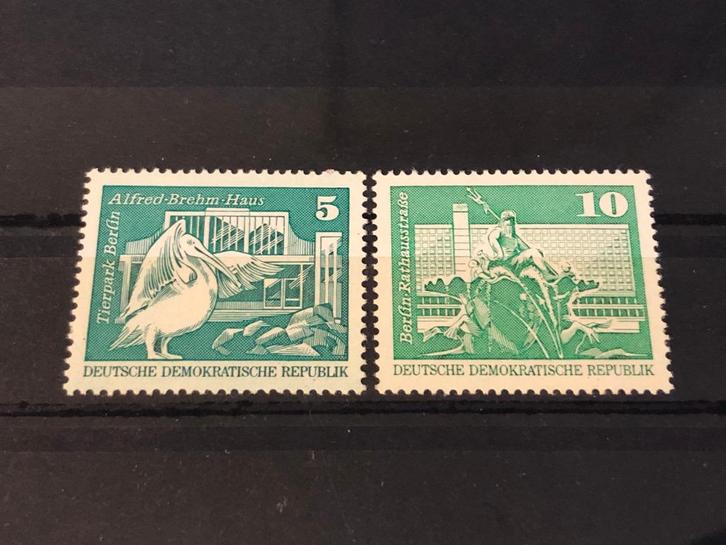 Alfred-Brehm-Haus
5
Tierpark Berlin
DEUTSCHE DEMOKRATISCHE REPUBLIK
10
Berlin-Rathausstraße
DEUTSCHE DEMOKRATISCHE REPUBLIK